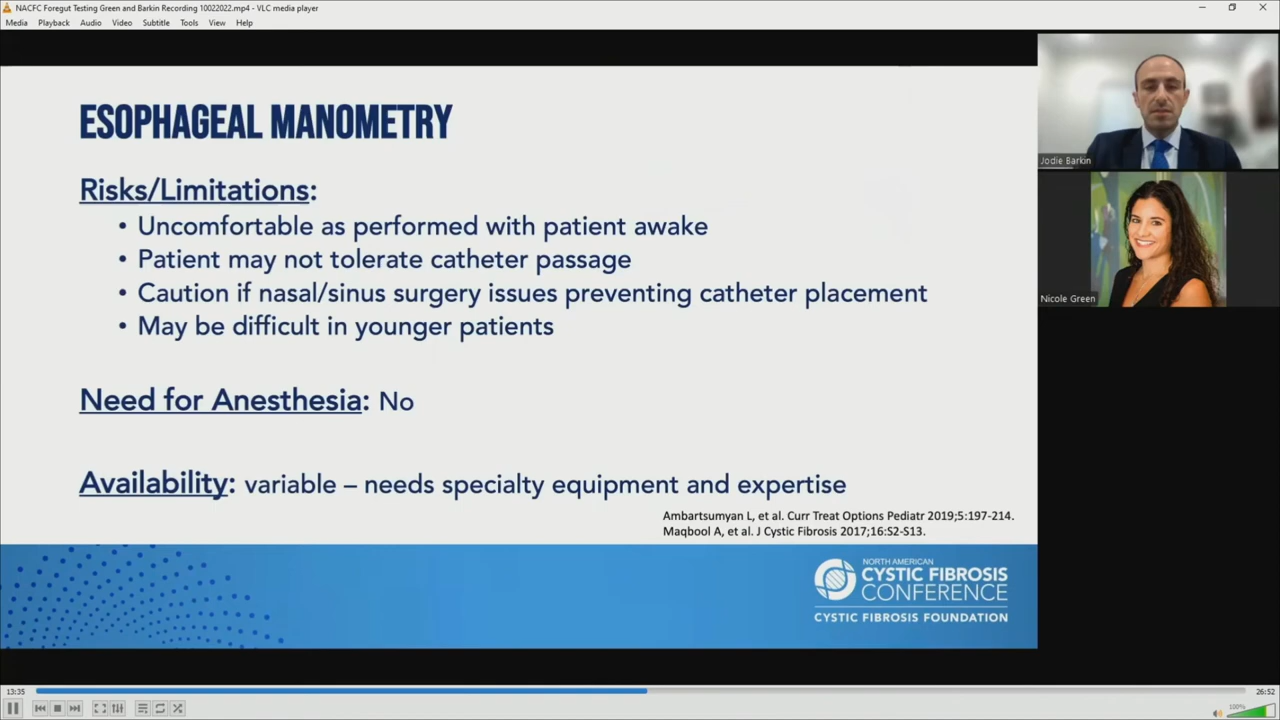 NACFC Foregut Testing Green and Barkin Recording 10022022.mp4 - VLC media player
Media Playback Audio Video Subtitle Tools View Help
ESOPHAGEAL MANOMETRY
Risks/Limitations:
• Uncomfortable as performed with patient awake
• Patient may not tolerate catheter passage
• Caution if nasal/sinus surgery issues preventing catheter placement
• May be difficult in younger patients
Need for Anesthesia: No
Availability: variable – needs specialty equipment and expertise
Ambartsumyan L, et al. Curr Treat Options Pediatr 2019;5:197-214.
Maqbool A, et al. J Cystic Fibrosis 2017;16:S2-S13.
NORTH AMERICAN
CYSTIC FIBROSIS
CONFERENCE
CYSTIC FIBROSIS FOUNDATION
Jodie Barkin
Nicole Green
13:35
26:52
100%